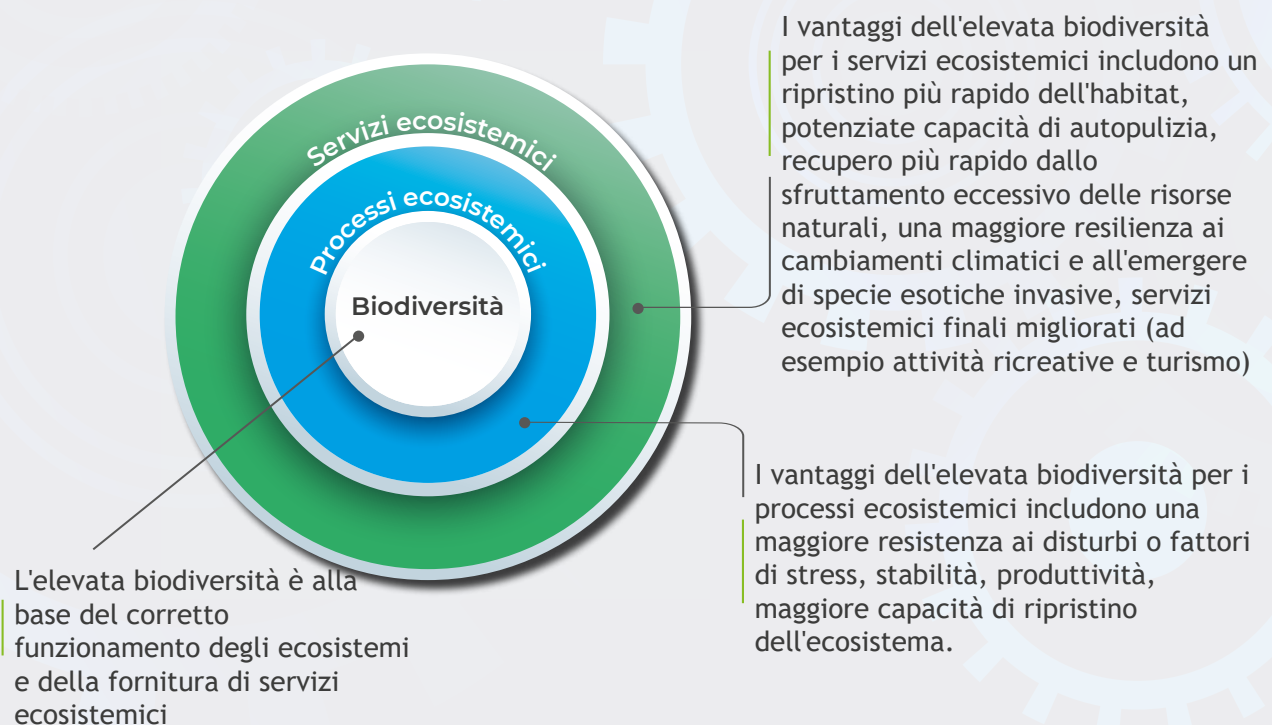 Servizi ecosistemici
Processi ecosistemici
Biodiversità
I vantaggi dell'elevata biodiversità
per i servizi ecosistemici includono un
ripristino più rapido dell'habitat,
potenziate capacità di autopulizia,
recupero più rapido dallo
sfruttamento eccessivo delle risorse
naturali, una maggiore resilienza ai
cambiamenti climatici e all'emergere
di specie esotiche invasive, servizi
ecosistemici finali migliorati (ad
esempio attività ricreative e turismo)
I vantaggi dell'elevata biodiversità per i
processi ecosistemici includono una
maggiore resistenza ai disturbi o fattori
di stress, stabilità, produttività,
maggiore capacità di ripristino
dell'ecosistema.
L'elevata biodiversità è alla
base del corretto
funzionamento degli ecosistemi
e della fornitura di servizi
ecosistemici